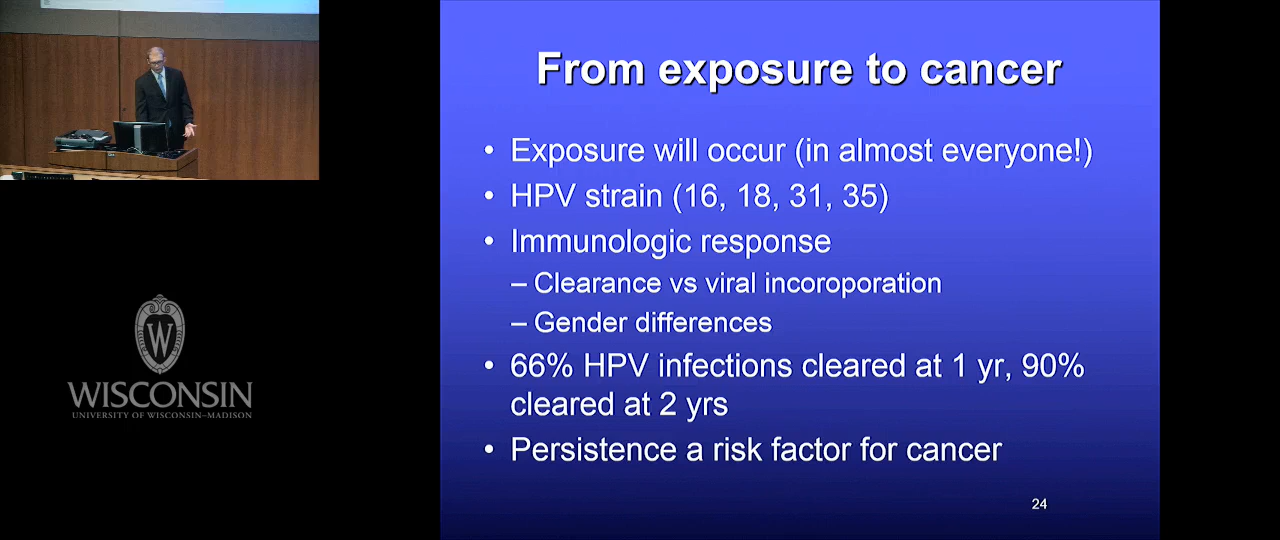 From exposure to cancer
• Exposure will occur (in almost everyone!)
• HPV strain (16, 18, 31, 35)
• Immunologic response
– Clearance vs viral incoroporation
– Gender differences
• 66% HPV infections cleared at 1 yr, 90%
cleared at 2 yrs
• Persistence a risk factor for cancer
24
W
WISCONSIN
UNIVERSITY OF WISCONSIN–MADISON